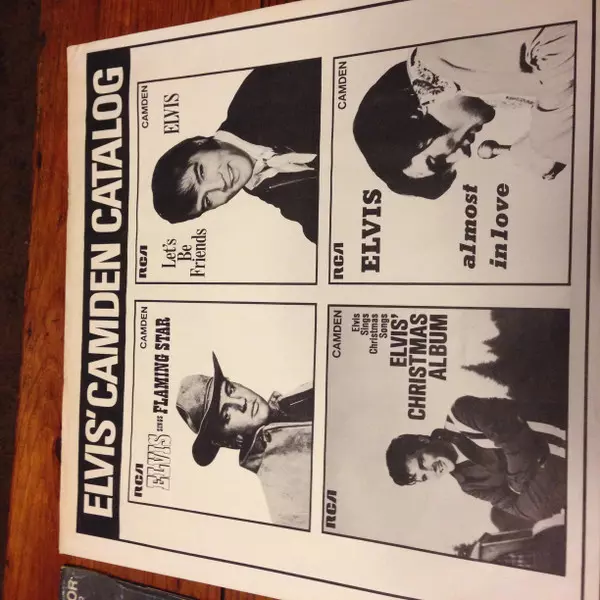 ELVIS' CAMDEN CATALOG
RCA CAMDEN
ELVIS SINGS FLAMING STAR
RCA CAMDEN
Let's
Be
Friends
ELVIS
RCA CAMDEN
Elvis
Sings
Christmas
Songs
ELVIS'
CHRISTMAS
ALBUM
RCA CAMDEN
ELVIS
almost
in love